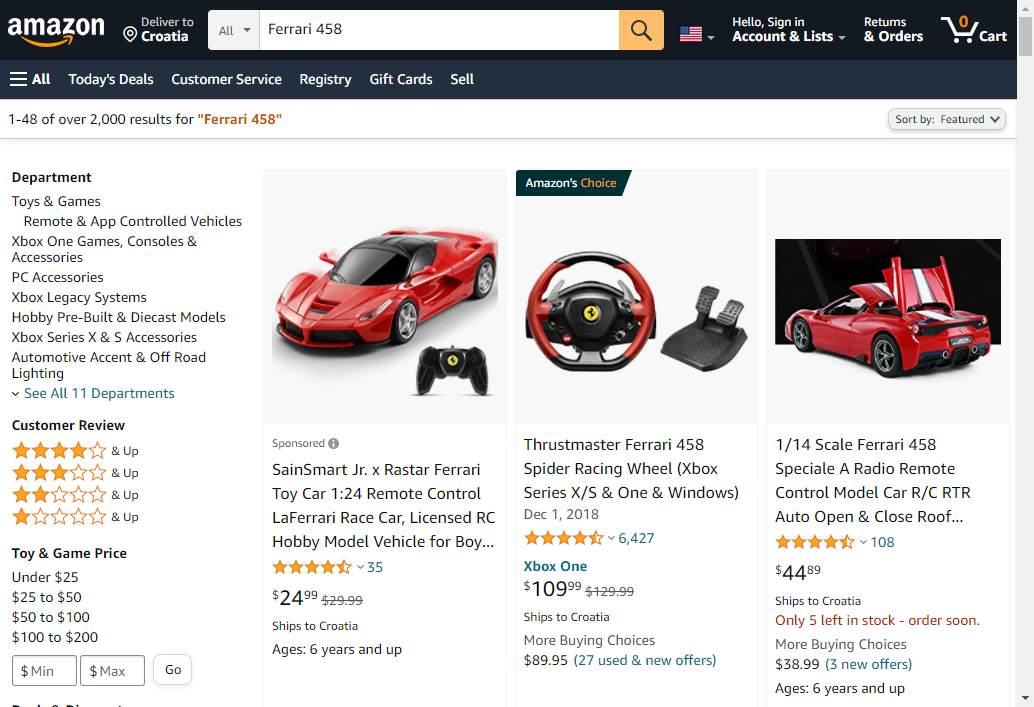 amazon
Deliver to
Croatia
All
Ferrari 458
Hello, Sign in
Account & Lists
Returns
& Orders
0
Cart
All
Today's Deals
Customer Service
Registry
Gift Cards
Sell
1-48 of over 2,000 results for "Ferrari 458"
Sort by: Featured
Department
Toys & Games
Remote & App Controlled Vehicles
Xbox One Games, Consoles &
Accessories
PC Accessories
Xbox Legacy Systems
Hobby Pre-Built & Diecast Models
Xbox Series X & S Accessories
Automotive Accent & Off Road
Lighting
See All 11 Departments
Customer Review
& Up
& Up
& Up
& Up
Toy & Game Price
Under $25
$25 to $50
$50 to $100
$100 to $200
$ Min
$ Max
Go
Sponsored
SainSmart Jr. x Rastar Ferrari
Toy Car 1:24 Remote Control
LaFerrari Race Car, Licensed RC
Hobby Model Vehicle for Boy...
35
$2499 $29.99
Ships to Croatia
Ages: 6 years and up
Amazon's Choice
Thrustmaster Ferrari 458
Spider Racing Wheel (Xbox
Series X/S & One & Windows)
Dec 1, 2018
6,427
Xbox One
$10999 $129.99
Ships to Croatia
More Buying Choices
$89.95 (27 used & new offers)
1/14 Scale Ferrari 458
Speciale A Radio Remote
Control Model Car R/C RTR
Auto Open & Close Roof...
108
$4489
Ships to Croatia
Only 5 left in stock - order soon.
More Buying Choices
$38.99 (3 new offers)
Ages: 6 years and up